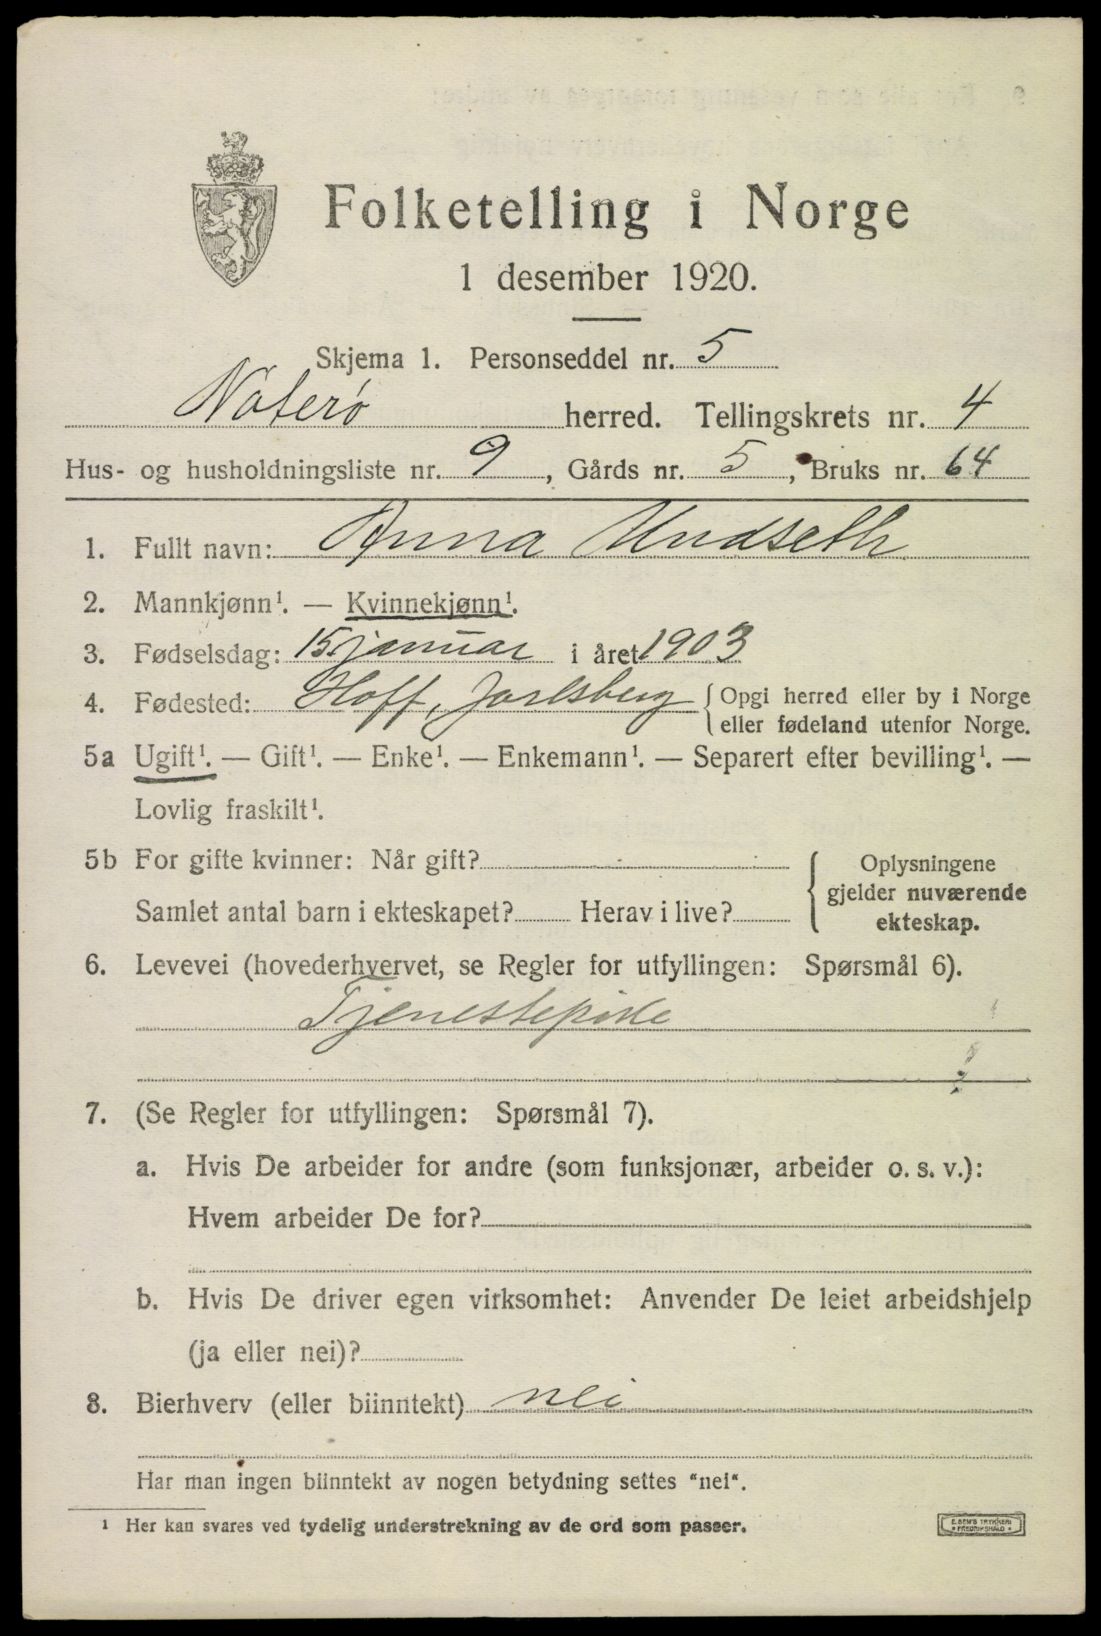 Folketelling i Norge
1 desember 1920.
Skjema 1. Personseddel nr. 5
Nøterø herred. Tellingskrets nr. 4
Hus- og husholdningsliste nr. 9, Gårds nr. 5, Bruks nr. 64
1. Fullt navn: Anna Undseth
2. Mannkjønn¹. — Kvinnekjønn¹.
3. Fødselsdag: 15. januar i året 1903
4. Fødested: Hoff, Jarlsberg { Opgi herred eller by i Norge
eller fødeland utenfor Norge.
5a Ugift¹. — Gift¹. — Enke¹. — Enkemann¹. — Separert efter bevilling¹. —
Lovlig fraskilt¹.
5b For gifte kvinner: Når gift?
Samlet antal barn i ekteskapet? Herav i live?
{ Oplysningene
gjelder nuværende
ekteskap.
6. Levevei (hovederhvervet, se Regler for utfyllingen: Spørsmål 6).
Tjenestepike
7. (Se Regler for utfyllingen: Spørsmål 7).
a. Hvis De arbeider for andre (som funksjonær, arbeider o. s. v.):
Hvem arbeider De for?
b. Hvis De driver egen virksomhet: Anvender De leiet arbeidshjelp
(ja eller nei)?
8. Bierhverv (eller biinntekt) nei
Har man ingen biinntekt av nogen betydning settes "nei".
¹ Her kan svares ved tydelig understrekning av de ord som passer.
E. SEM'S TRYKKERI
• FREDRIKSHALD •